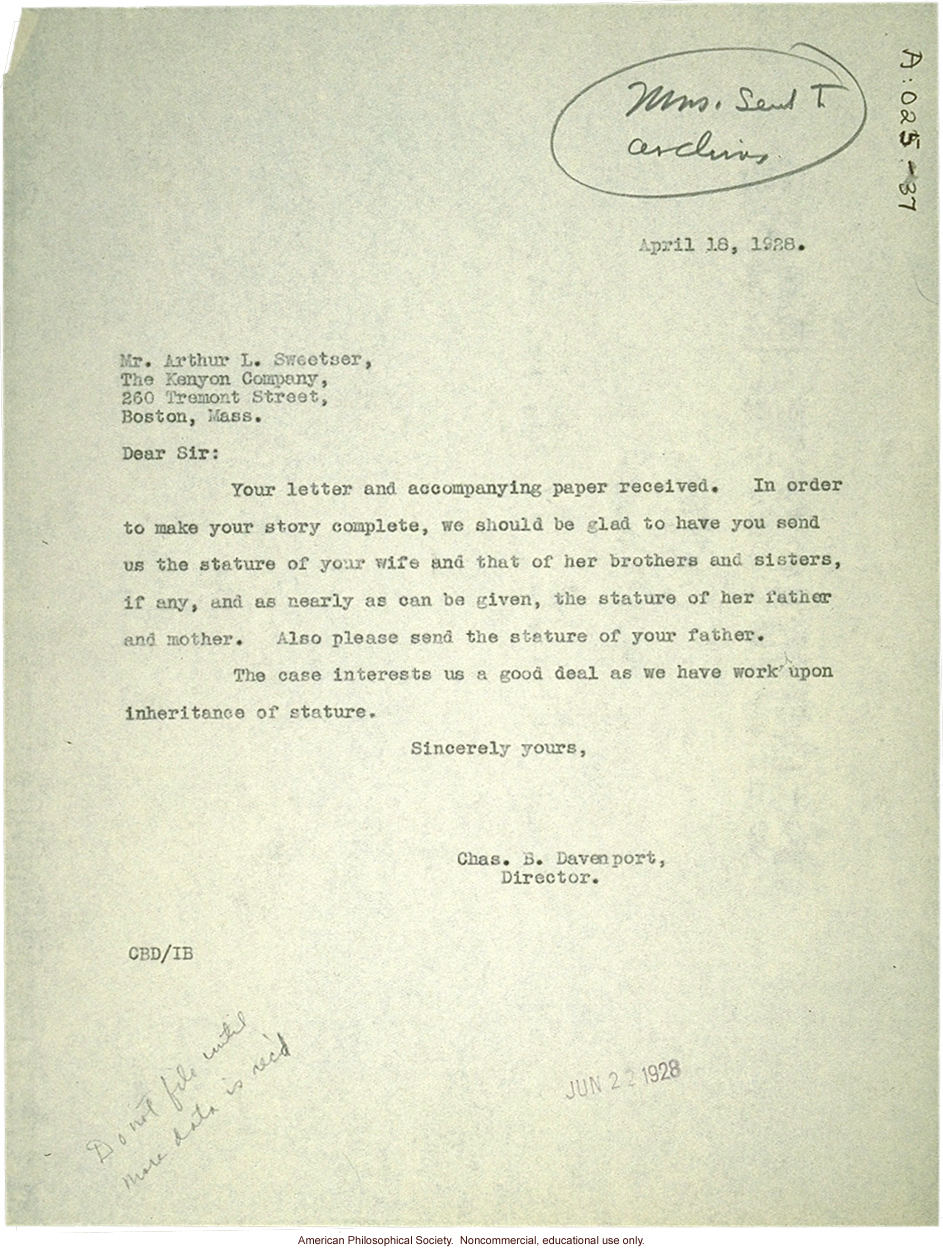 Mms. Sent T
archives
A:025-37
April 18, 1928.
Mr. Arthur L. Sweetser,
The Kenyon Company,
260 Tremont Street,
Boston, Mass.
Dear Sir:
Your letter and accompanying paper received. In order
to make your story complete, we should be glad to have you send
us the stature of your wife and that of her brothers and sisters,
if any, and as nearly as can be given, the stature of her father
and mother. Also please send the stature of your father.
The case interests us a good deal as we have work upon
inheritance of stature.
Sincerely yours,
Chas. B. Davenport,
Director.
CBD/IB
Do not file until
more data is rec'd
JUN 22 1928
American Philosophical Society. Noncommercial, educational use only.